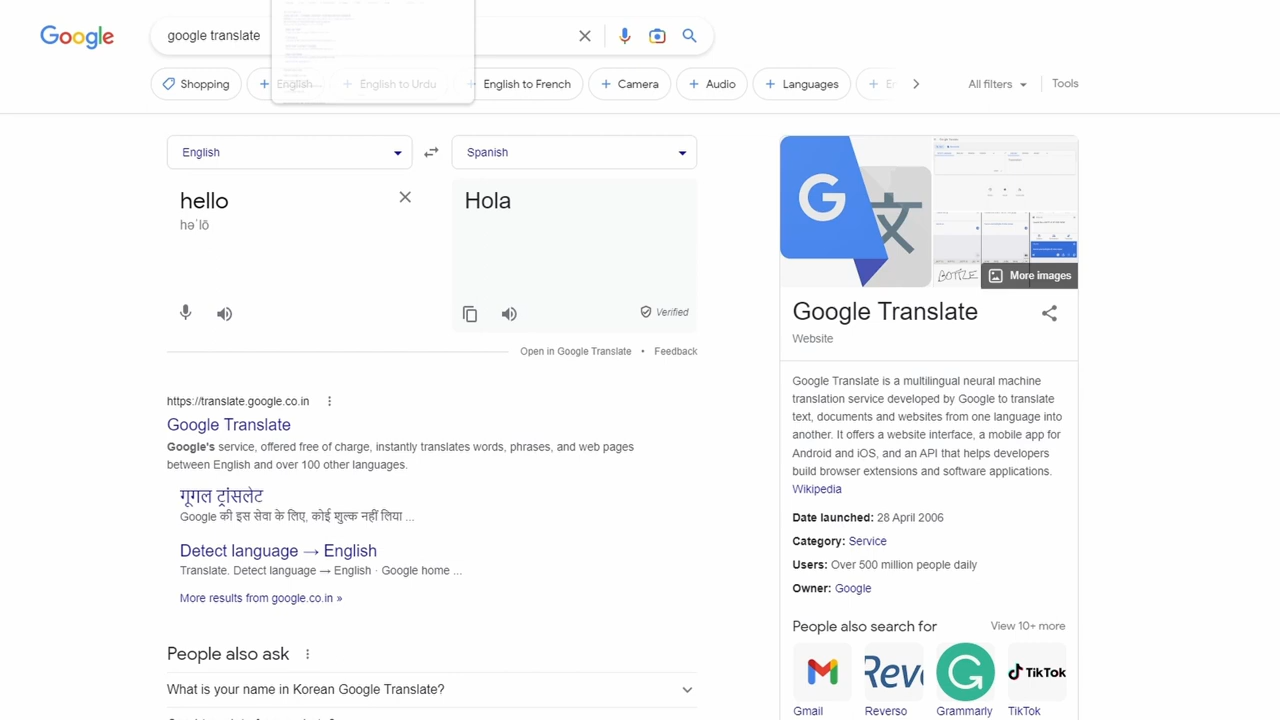 Google
google translate
Shopping
English
English to Urdu
English to French
Camera
Audio
Languages
All filters
Tools
English
Spanish
hello
həˈlō
Hola
Verified
Open in Google Translate • Feedback
G
文
BOTIZE
More images
Google Translate
Website
Google Translate is a multilingual neural machine
translation service developed by Google to translate
text, documents and websites from one language into
another. It offers a website interface, a mobile app for
Android and iOS, and an API that helps developers
build browser extensions and software applications.
Wikipedia
Date launched: 28 April 2006
Category: Service
Users: Over 500 million people daily
Owner: Google
People also search for
View 10+ more
Rev
TikTok
Gmail
Reverso
Grammarly
TikTok
https://translate.google.co.in
Google Translate
Google's service, offered free of charge, instantly translates words, phrases, and web pages
between English and over 100 other languages.
गूगल ट्रांसलेट
Google की इस सेवा के लिए, कोई शुल्क नहीं लिया ...
Detect language → English
Translate. Detect language → English · Google home ...
More results from google.co.in »
People also ask
What is your name in Korean Google Translate?